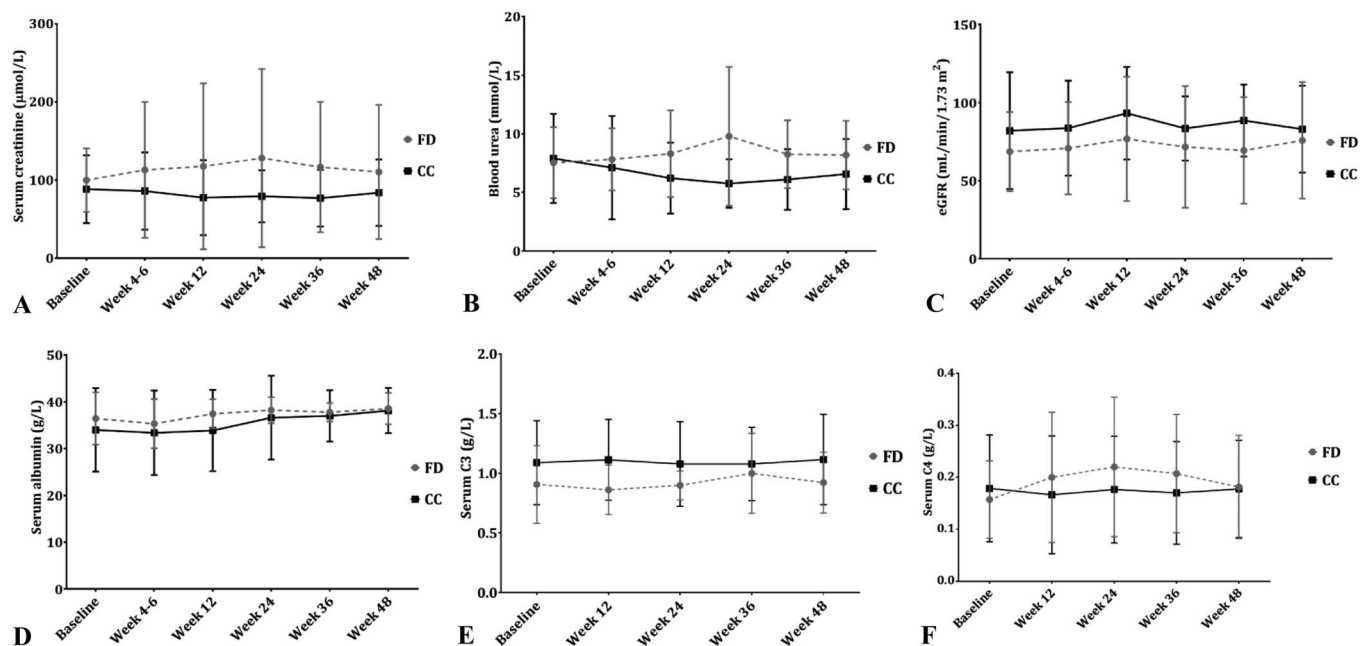 Serum creatinine (µmol/L)
300
200
100
0
FD
CC
Baseline
Week 4-6
Week 12
Week 24
Week 36
Week 48
A
Blood urea (mmol/L)
20
15
10
5
0
FD
CC
Baseline
Week 4-6
Week 12
Week 24
Week 36
Week 48
B
eGFR (mL/min/1.73 m²)
150
100
50
0
FD
CC
Baseline
Week 4-6
Week 12
Week 24
Week 36
Week 48
C
Serum albumin (g/L)
50
40
30
20
10
0
FD
CC
Baseline
Week 4-6
Week 12
Week 24
Week 36
Week 48
D
Serum C3 (g/L)
2.0
1.5
1.0
0.5
0.0
FD
CC
Baseline
Week 12
Week 24
Week 36
Week 48
E
Serum C4 (g/L)
0.4
0.3
0.2
0.1
0.0
FD
CC
Baseline
Week 12
Week 24
Week 36
Week 48
F